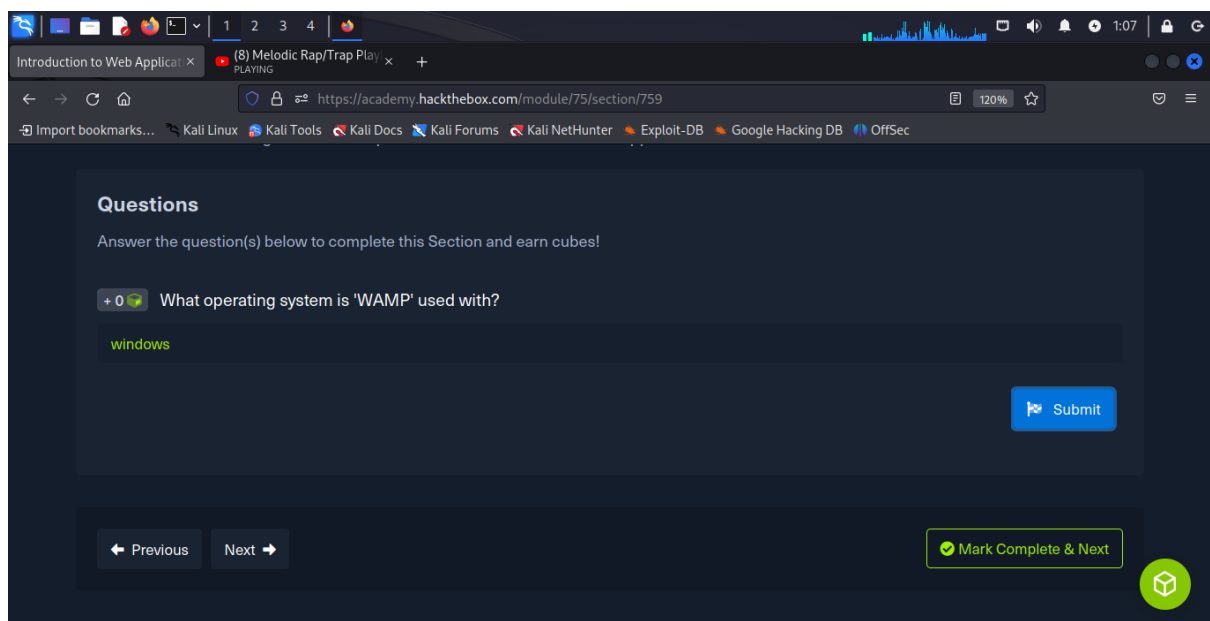 1 2 3 4
1:07
Introduction to Web Applicat
(8) Melodic Rap/Trap Play
PLAYING
https://academy.hackthebox.com/module/75/section/759
120%
Import bookmarks... Kali Linux Kali Tools Kali Docs Kali Forums Kali NetHunter Exploit-DB Google Hacking DB OffSec
Questions
Answer the question(s) below to complete this Section and earn cubes!
+ 0 What operating system is 'WAMP' used with?
windows
Submit
Previous Next Mark Complete & Next